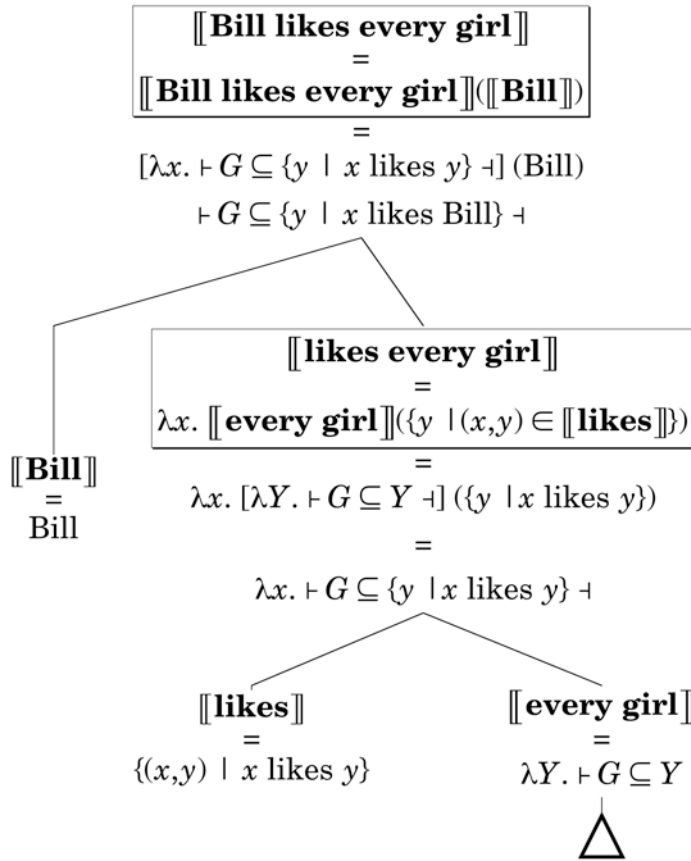 ⟦Bill likes every girl⟧
=
⟦Bill likes every girl⟧(⟦Bill⟧)
=
[λx. ⊢ G ⊆ {y | x likes y} ⊣] (Bill)
⊢ G ⊆ {y | x likes Bill} ⊣
⟦likes every girl⟧
=
λx. ⟦every girl⟧({y |(x,y) ∈ ⟦likes⟧})
=
λx. [λY. ⊢ G ⊆ Y ⊣] ({y |x likes y})
=
λx. ⊢ G ⊆ {y |x likes y} ⊣
⟦Bill⟧
=
Bill
⟦likes⟧
=
{(x,y) | x likes y}
⟦every girl⟧
=
λY. ⊢ G ⊆ Y